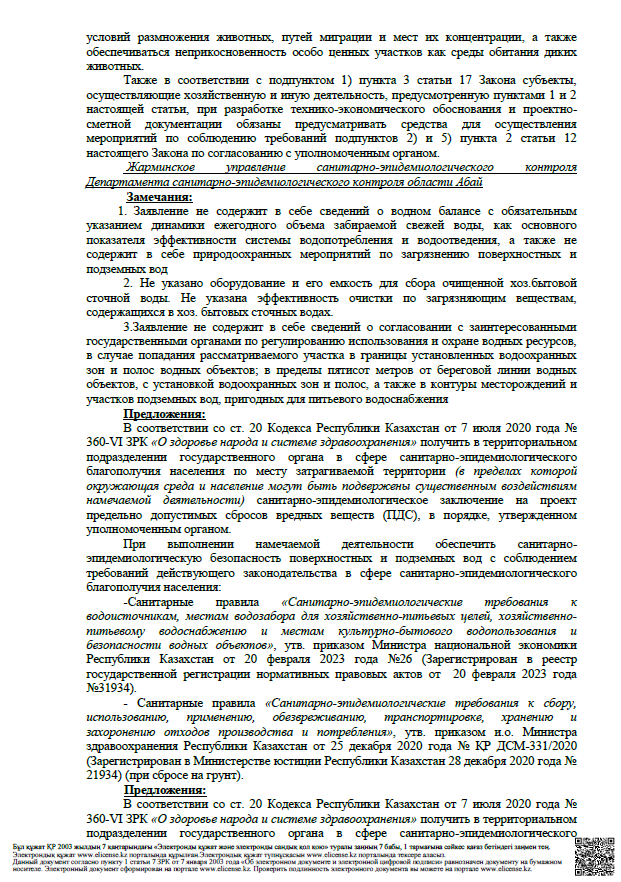 условий размножения животных, путей миграции и мест их концентрации, а также
обеспечиваться неприкосновенность особо ценных участков как среды обитания диких
животных.
Также в соответствии с подпунктом 1) пункта 3 статьи 17 Закона субъекты,
осуществляющие хозяйственную и иную деятельность, предусмотренную пунктами 1 и 2
настоящей статьи, при разработке технико-экономического обоснования и проектно-
сметной документации обязаны предусматривать средства для осуществления
мероприятий по соблюдению требований подпунктов 2) и 5) пункта 2 статьи 12
настоящего Закона по согласованию с уполномоченным органом.
Жарминское управление санитарно-эпидемиологического контроля
Департамента санитарно-эпидемиологического контроля области Абай
Замечания:
1. Заявление не содержит в себе сведений о водном балансе с обязательным
указанием динамики ежегодного объема забираемой свежей воды, как основного
показателя эффективности системы водопотребления и водоотведения, а также не
содержит в себе природоохранных мероприятий по загрязнению поверхностных и
подземных вод
2. Не указано оборудование и его емкость для сбора очищенной хоз.бытовой
сточной воды. Не указана эффективность очистки по загрязняющим веществам,
содержащихся в хоз. бытовых сточных водах.
3.Заявление не содержит в себе сведений о согласовании с заинтересованными
государственными органами по регулированию использования и охране водных ресурсов,
в случае попадания рассматриваемого участка в границы установленных водоохранных
зон и полос водных объектов; в пределы пятисот метров от береговой линии водных
объектов, с установкой водоохранных зон и полос, а также в контуры месторождений и
участков подземных вод, пригодных для питьевого водоснабжения
Предложения:
В соответствии со ст. 20 Кодекса Республики Казахстан от 7 июля 2020 года №
360-VI ЗРК «О здоровье народа и системе здравоохранения» получить в территориальном
подразделении государственного органа в сфере санитарно-эпидемиологического
благополучия населения по месту затрагиваемой территории (в пределах которой
окружающая среда и население могут быть подвержены существенным воздействиям
намечаемой деятельности) санитарно-эпидемиологическое заключение на проект
предельно допустимых сбросов вредных веществ (ПДС), в порядке, утвержденном
уполномоченным органом.
При выполнении намечаемой деятельности обеспечить санитарно-
эпидемиологическую безопасность поверхностных и подземный вод с соблюдением
требований действующего законодательства в сфере санитарно-эпидемиологического
благополучия населения:
-Санитарные правила «Санитарно-эпидемиологические требования к
водоисточникам, местам водозабора для хозяйственно-питьевых целей, хозяйственно-
питьевому водоснабжению и местам культурно-бытового водопользования и
безопасности водных объектов», утв. приказом Министра национальной экономики
Республики Казахстан от 20 февраля 2023 года №26 (Зарегистрирован в реестр
государственной регистрации нормативных правовых актов от 20 февраля 2023 года
№31934).
- Санитарные правила «Санитарно-эпидемиологические требования к сбору,
использованию, применению, обезвреживанию, транспортировке, хранению и
захоронению отходов производства и потребления», утв. приказом и.о. Министра
здравоохранения Республики Казахстан от 25 декабря 2020 года № ҚР ДСМ-331/2020
(Зарегистрирован в Министерстве юстиции Республики Казахстан 28 декабря 2020 года №
21934) (при сбросе на грунт).
Предложения:
В соответствии со ст. 20 Кодекса Республики Казахстан от 7 июля 2020 года №
360-VI ЗРК «О здоровье народа и системе здравоохранения» получить в территориальном
подразделении государственного органа в сфере санитарно-эпидемиологического
Бұл құжат ҚР 2003 жылдың 7 қаңтарындағы «Электронды құжат және электронды сандық қол қою» туралы заңның 7 бабы, 1 тармағына сәйкес қағаз бетіндегі заңмен тең.
Электрондық құжат www.elicense.kz порталында құрылған.Электрондық құжат түпнұсқасын www.elicense.kz порталында тексере аласыз.
Данный документ согласно пункту 1 статьи 7 ЗРК от 7 января 2003 года «Об электронном документе и электронной цифровой подписи» равнозначен документу на бумажном
носителе. Электронный документ сформирован на портале www.elicense.kz. Проверить подлинность электронного документа вы можете на портале www.elicense.kz.